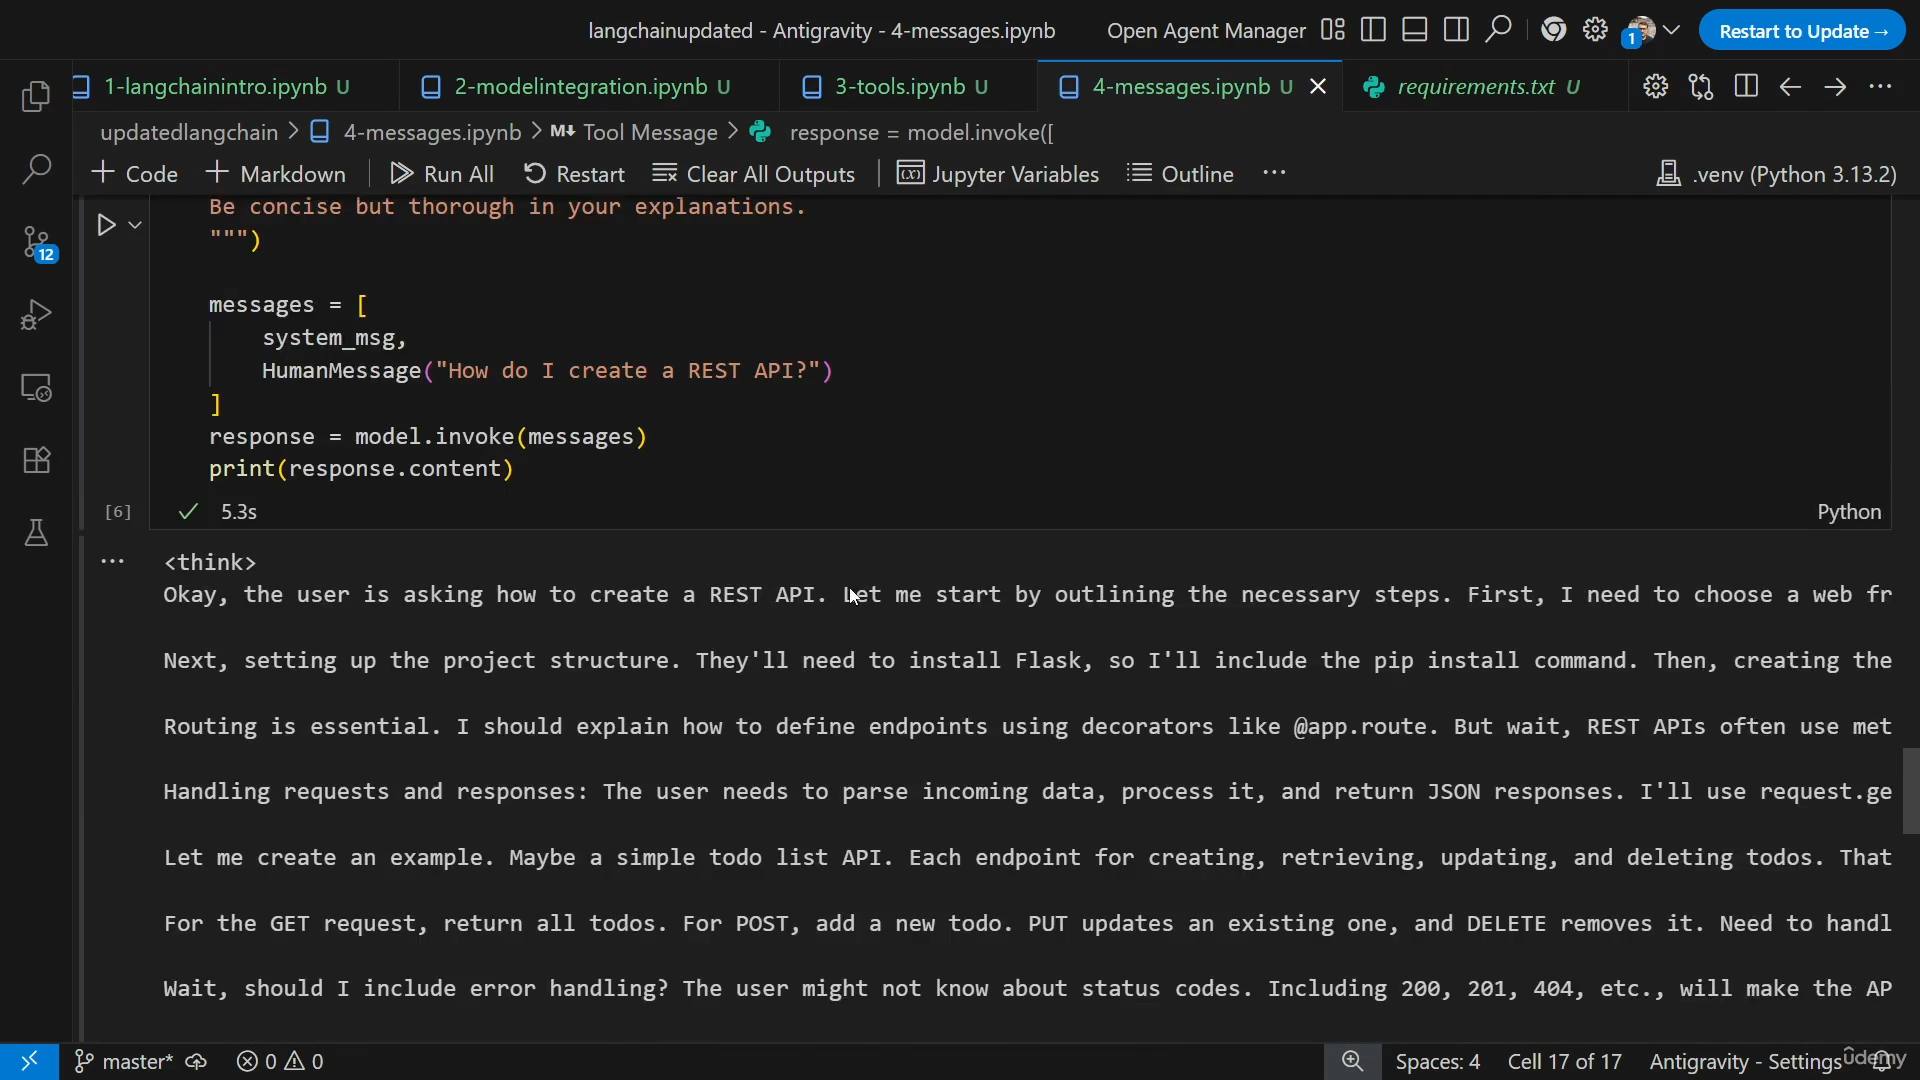 langchainupdated - Antigravity - 4-messages.ipynb
Open Agent Manager
1
Restart to Update →
1-langchainintro.ipynb U
2-modelintegration.ipynb U
3-tools.ipynb U
4-messages.ipynb U
requirements.txt U
updatedlangchain > 4-messages.ipynb > M↓ Tool Message > response = model.invoke([
+ Code
+ Markdown
Run All
Restart
Clear All Outputs
(x) Jupyter Variables
Outline
...
.venv (Python 3.13.2)
12
Be concise but thorough in your explanations.
""")
messages = [
system_msg,
HumanMessage("How do I create a REST API?")
]
response = model.invoke(messages)
print(response.content)
[6]
5.3s
Python
...
<think>
Okay, the user is asking how to create a REST API. Let me start by outlining the necessary steps. First, I need to choose a web fr
Next, setting up the project structure. They'll need to install Flask, so I'll include the pip install command. Then, creating the
Routing is essential. I should explain how to define endpoints using decorators like @app.route. But wait, REST APIs often use met
Handling requests and responses: The user needs to parse incoming data, process it, and return JSON responses. I'll use request.ge
Let me create an example. Maybe a simple todo list API. Each endpoint for creating, retrieving, updating, and deleting todos. That
For the GET request, return all todos. For POST, add a new todo. PUT updates an existing one, and DELETE removes it. Need to handl
Wait, should I include error handling? The user might not know about status codes. Including 200, 201, 404, etc., will make the AP
master*
0
0
Spaces: 4
Cell 17 of 17
Antigravity - Settings
ûdemy